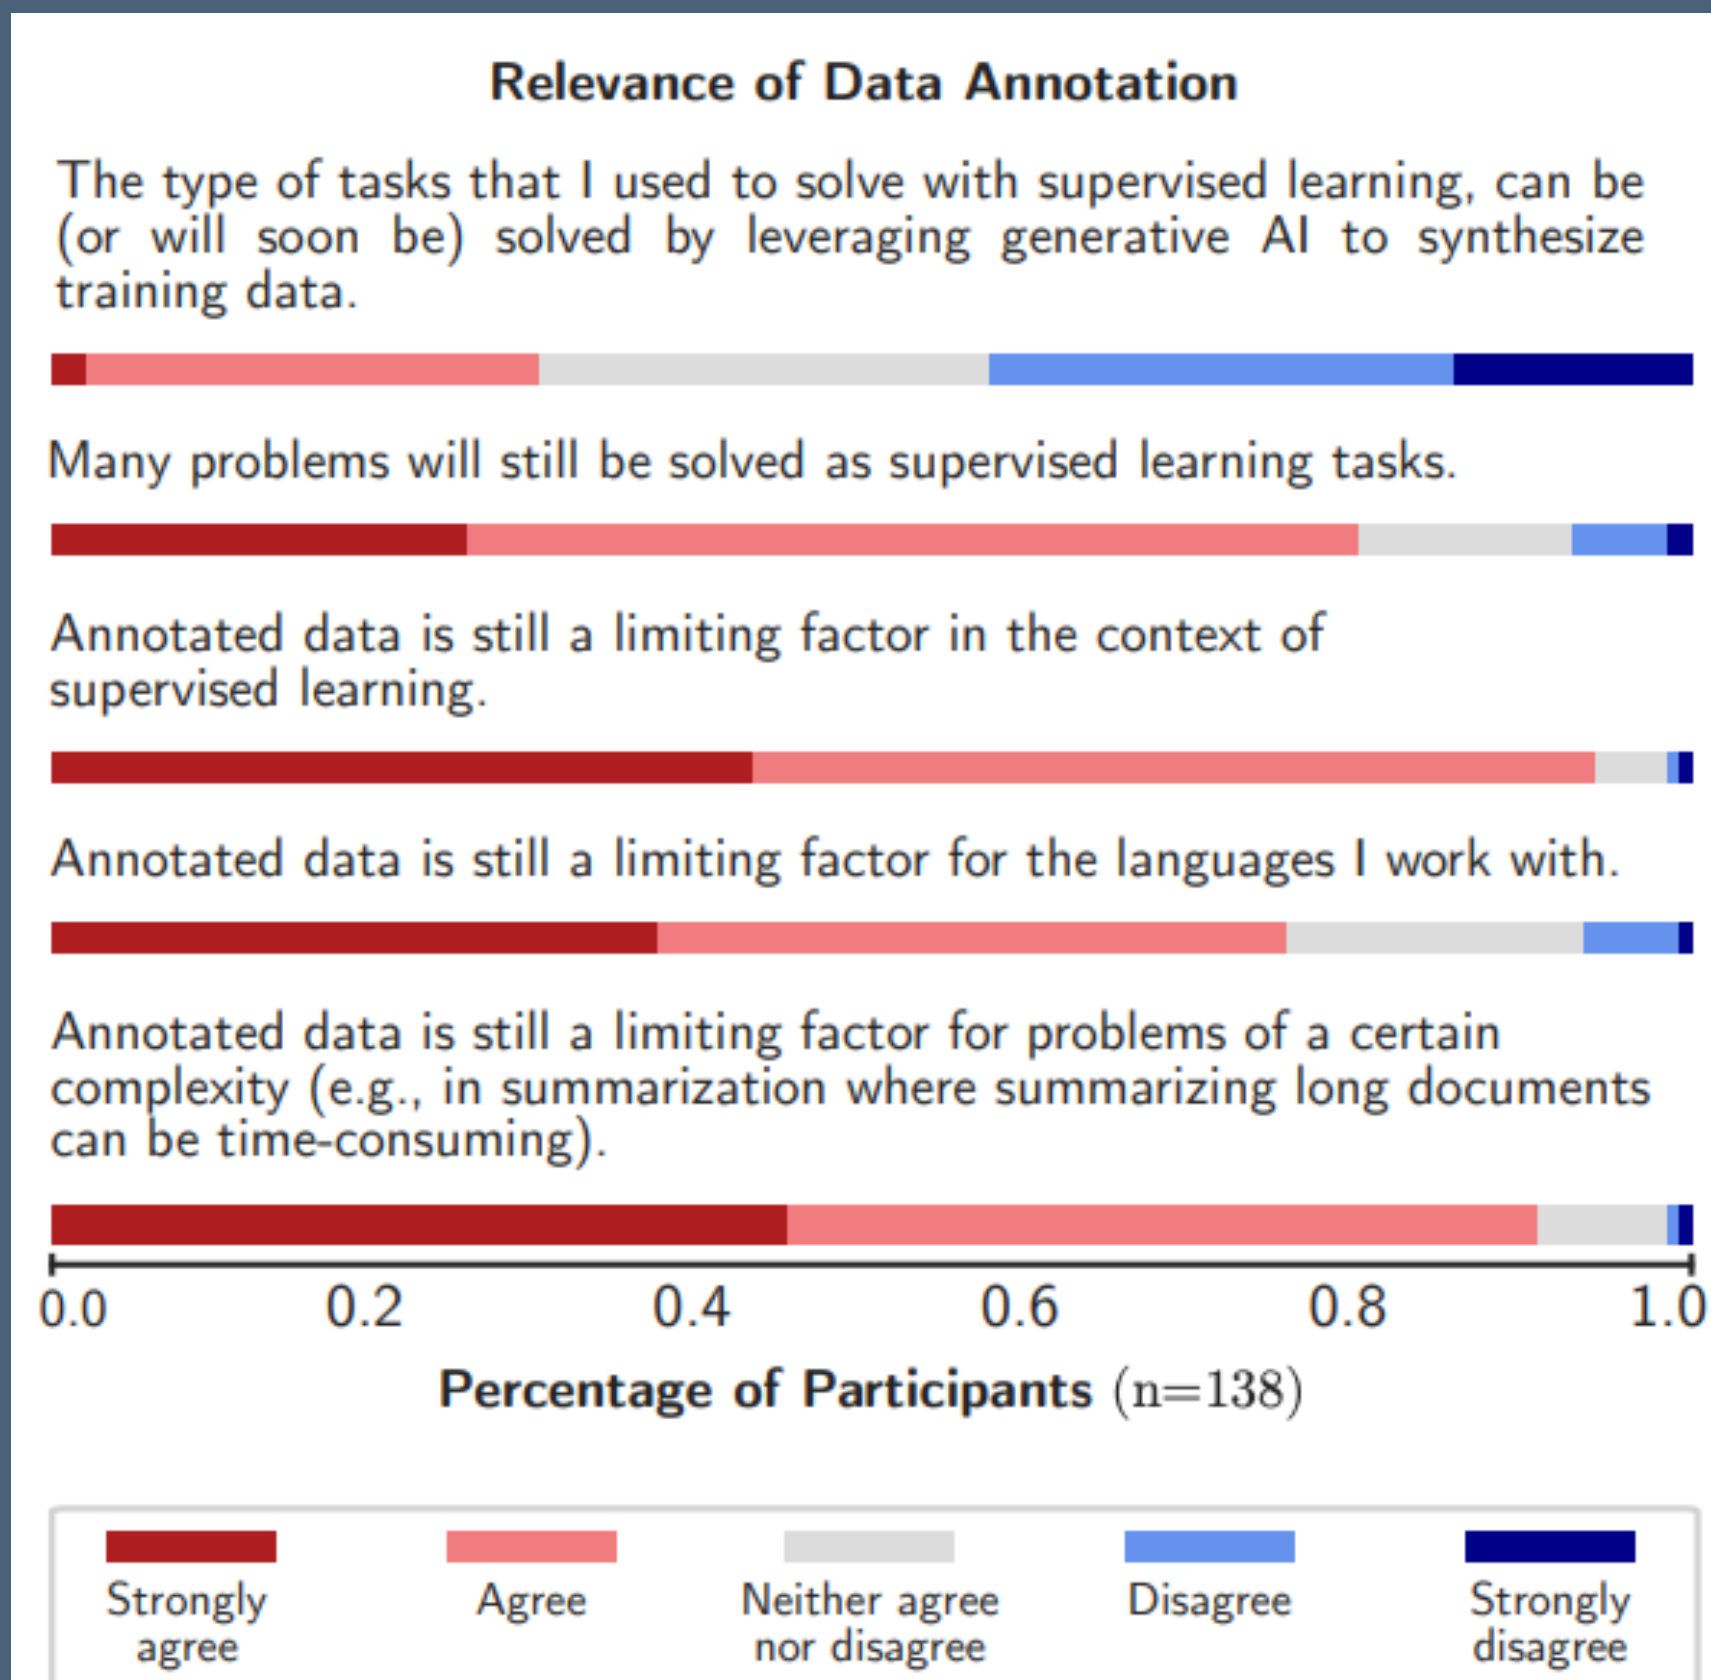 Relevance of Data Annotation
The type of tasks that I used to solve with supervised learning, can be
(or will soon be) solved by leveraging generative AI to synthesize
training data.
Many problems will still be solved as supervised learning tasks.
Annotated data is still a limiting factor in the context of
supervised learning.
Annotated data is still a limiting factor for the languages I work with.
Annotated data is still a limiting factor for problems of a certain
complexity (e.g., in summarization where summarizing long documents
can be time-consuming).
0.0 0.2 0.4 0.6 0.8 1.0
Percentage of Participants (n=138)
Strongly Agree Neither agree Disagree Strongly
agree nor disagree disagree